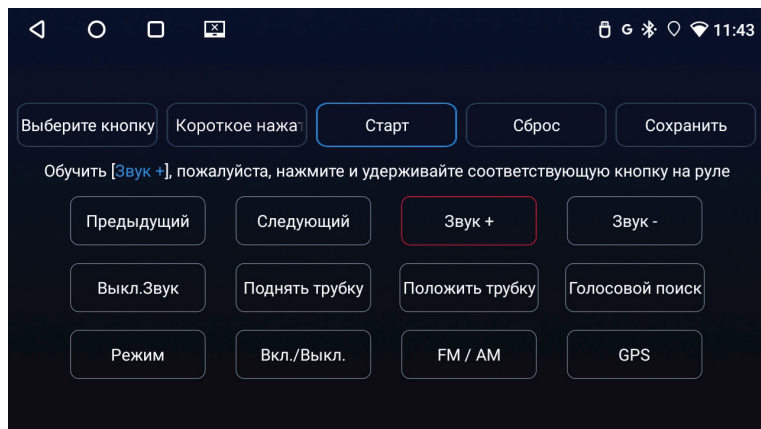 11:43
Выберите кнопку
Короткое нажат
Старт
Сброс
Сохранить
Обучить [Звук +], пожалуйста, нажмите и удерживайте соответствующую кнопку на руле
Предыдущий
Следующий
Звук +
Звук -
Выкл.Звук
Поднять трубку
Положить трубку
Голосовой поиск
Режим
Вкл./Выкл.
FM / AM
GPS